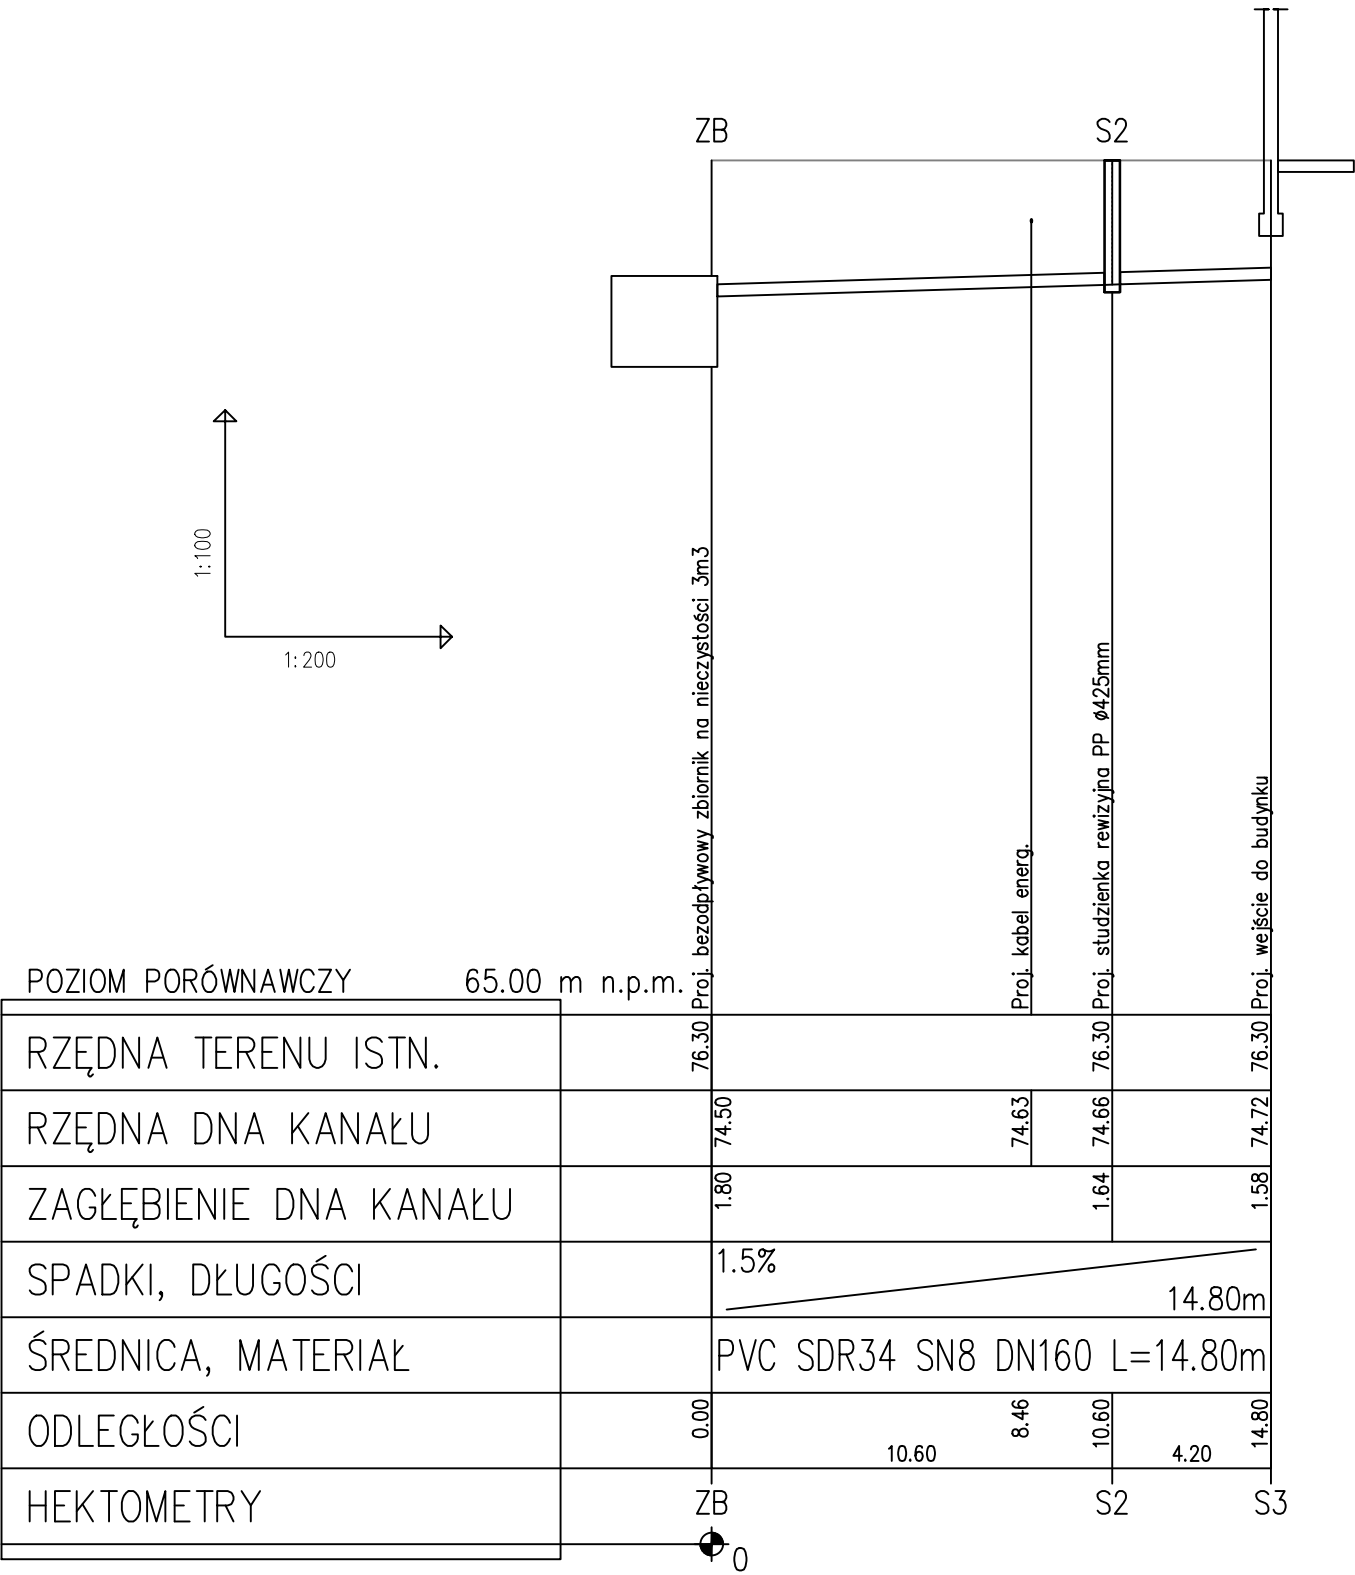 ZB
S2
1:100
1:200
Proj. bezodpływowy zbiornik na nieczystości 3m3
Proj. kabel energ.
Proj. studzienka rewizyjna PP ø425mm
Proj. wejście do budynku
POZIOM PORÓWNAWCZY 65.00 m n.p.m.
RZĘDNA TERENU ISTN. 76.30 76.30 76.30
RZĘDNA DNA KANAŁU 74.50 74.63 74.66 74.72
ZAGŁĘBIENIE DNA KANAŁU 1.80 1.64 1.58
SPADKI, DŁUGOŚCI 1.5% 14.80m
ŚREDNICA, MATERIAŁ PVC SDR34 SN8 DN160 L=14.80m
ODLEGŁOŚCI 0.00 8.46 10.60 14.80
10.60 4.20
HEKTOMETRY ZB S2 S3
0